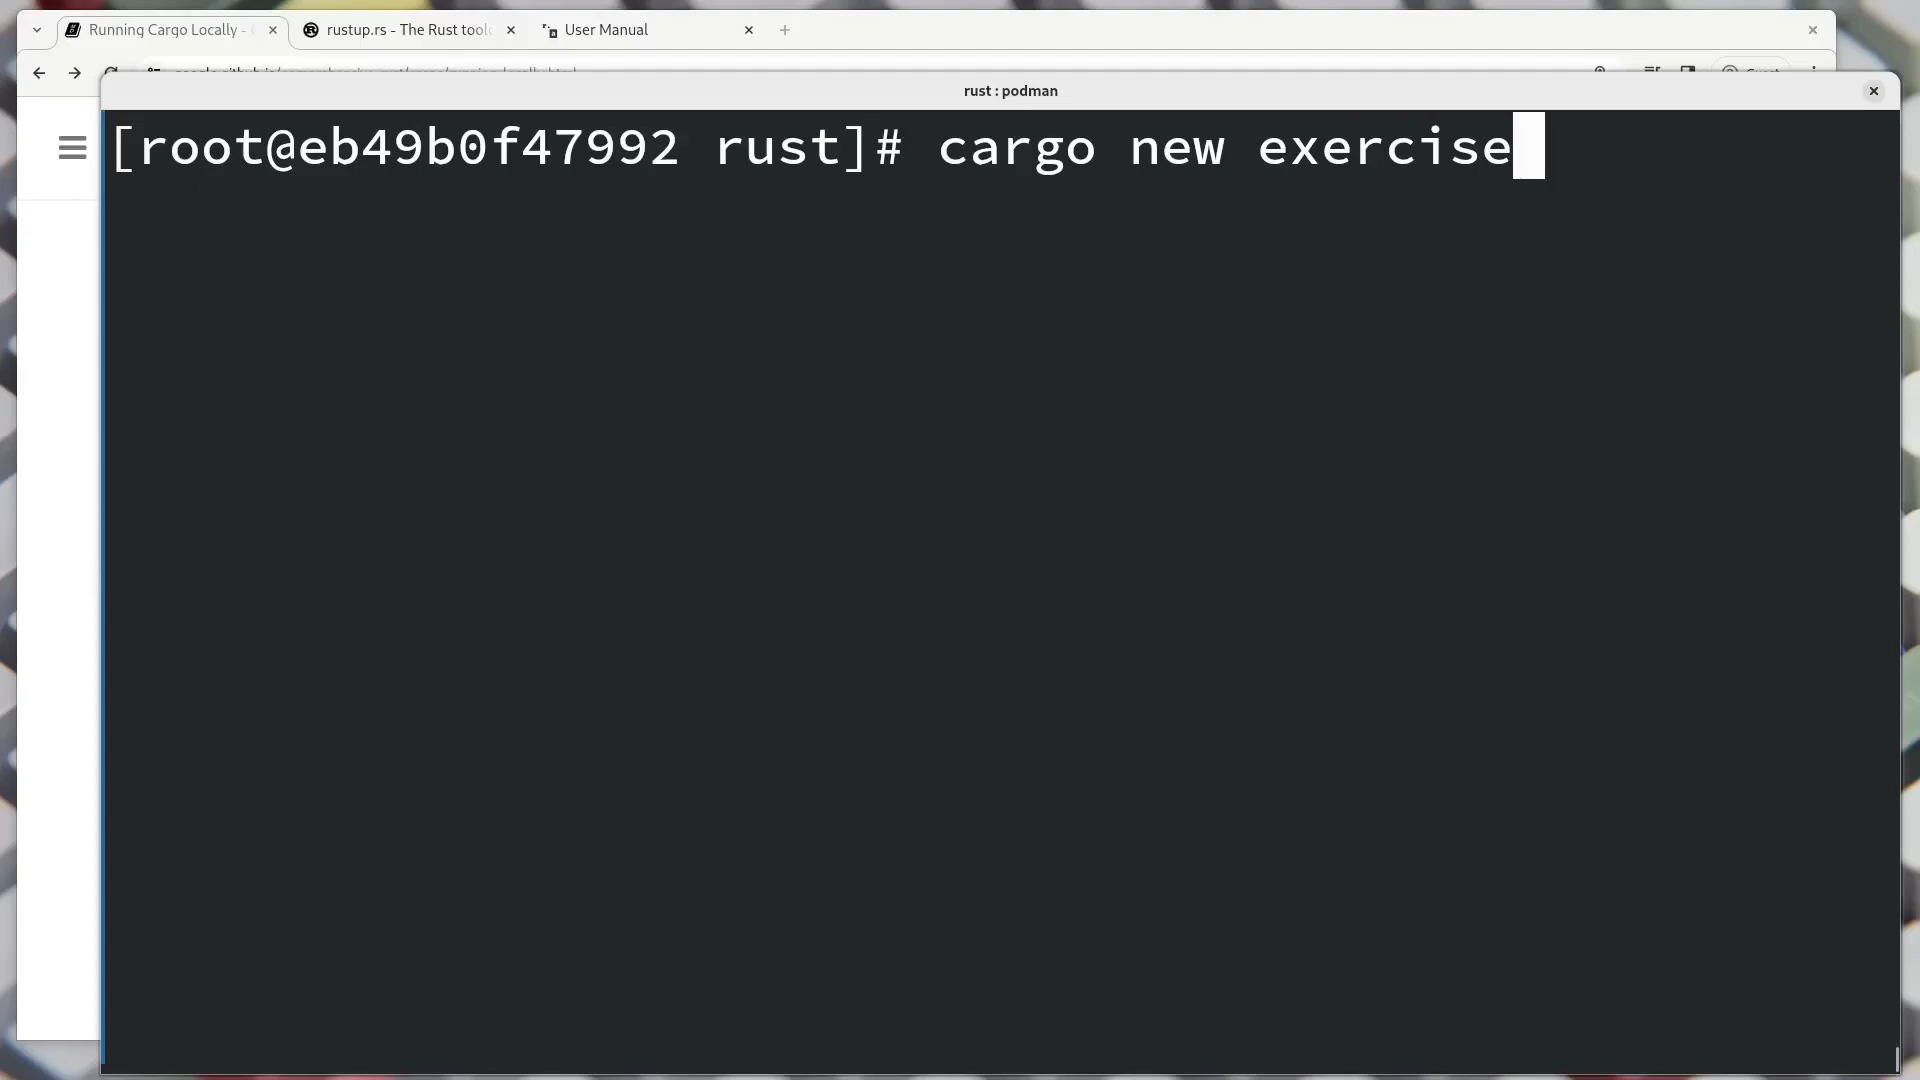 Running Cargo Locally -
rustup.rs - The Rust tool
User Manual
rust : podman
[root@eb49b0f47992 rust]# cargo new exercise